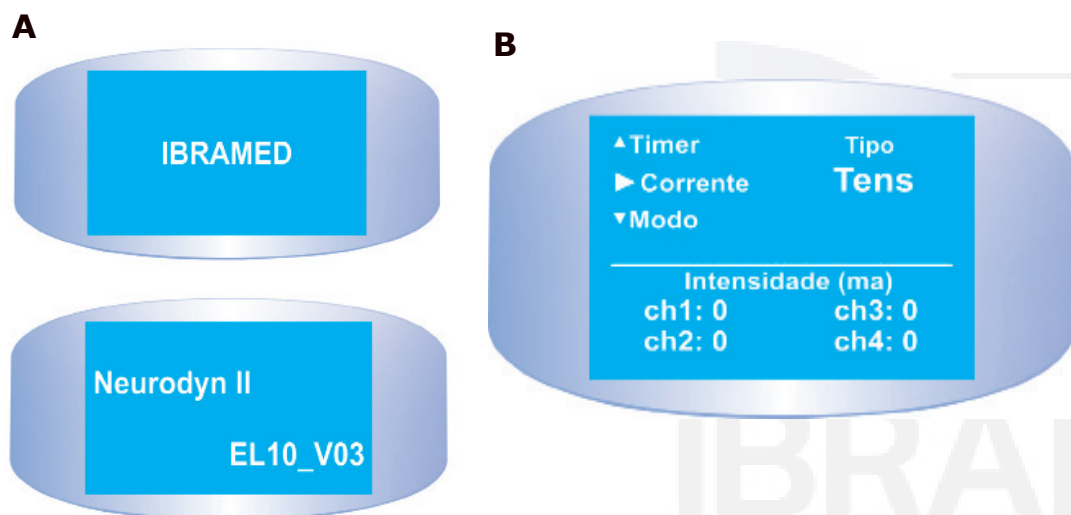 A
IBRAMED
Neurodyn II
EL10_V03
B
▲Timer
Tipo
▶ Corrente
Tens
▼Modo
Intensidade (ma)
ch1: 0
ch3: 0
ch2: 0
ch4: 0
IBRA